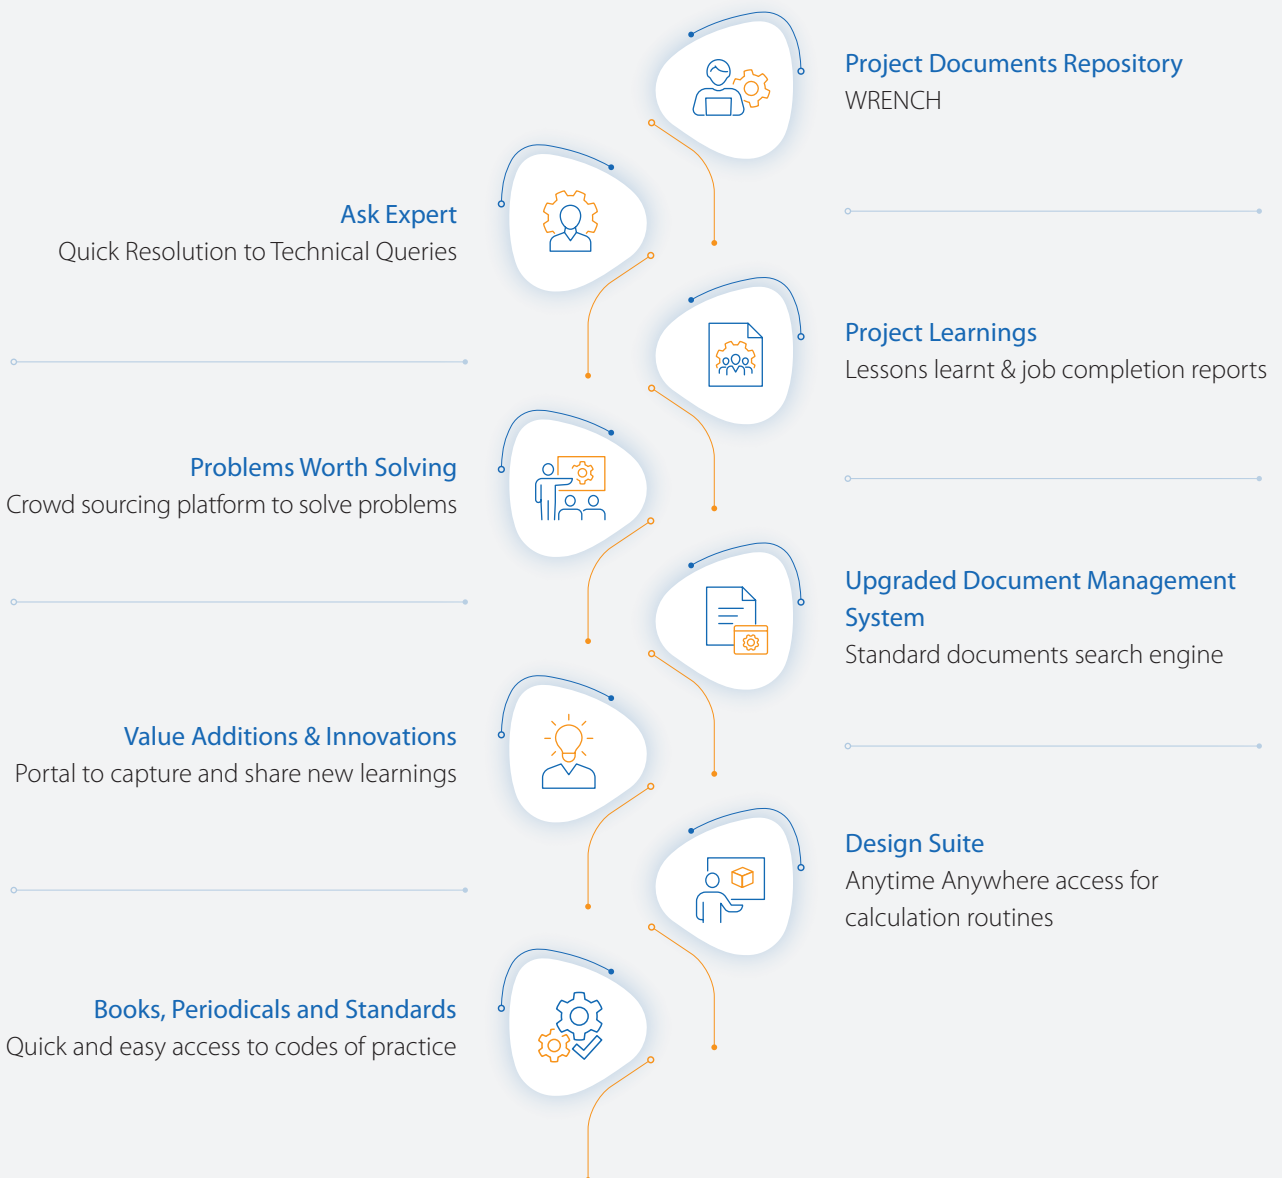 Project Documents Repository
WRENCH
Ask Expert
Quick Resolution to Technical Queries
Project Learnings
Lessons learnt & job completion reports
Problems Worth Solving
Crowd sourcing platform to solve problems
Upgraded Document Management
System
Standard documents search engine
Value Additions & Innovations
Portal to capture and share new learnings
Design Suite
Anytime Anywhere access for
calculation routines
Books, Periodicals and Standards
Quick and easy access to codes of practice